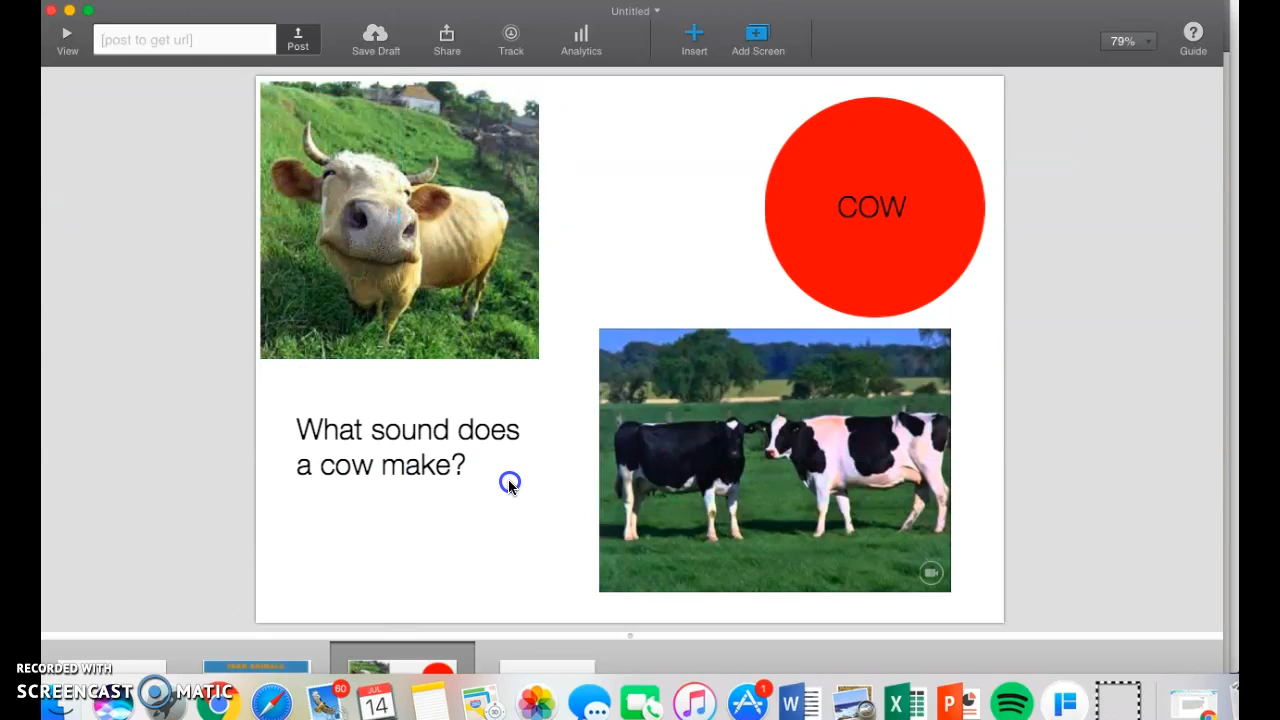 Untitled
View
[post to get url]
Post
Save Draft
Share
Track
Analytics
Insert
Add Screen
79%
?
Guide
COW
What sound does
a cow make?
RECORDED WITH
SCREENCAST MATIC
60
JUL
14
1